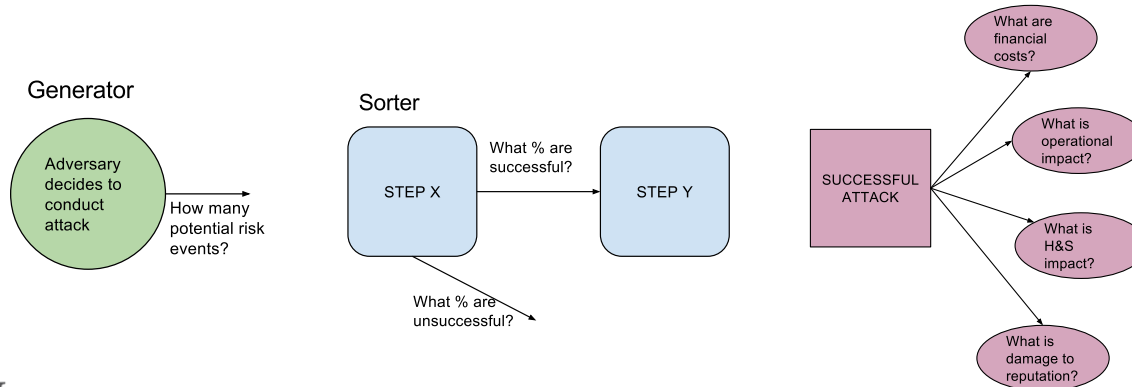 Generator
Adversary
decides to
conduct
attack
How many
potential risk
events?
Sorter
STEP X
What % are
successful?
STEP Y
What % are
unsuccessful?
SUCCESSFUL
ATTACK
What are
financial
costs?
What is
operational
impact?
What is
H&S
impact?
What is
damage to
reputation?